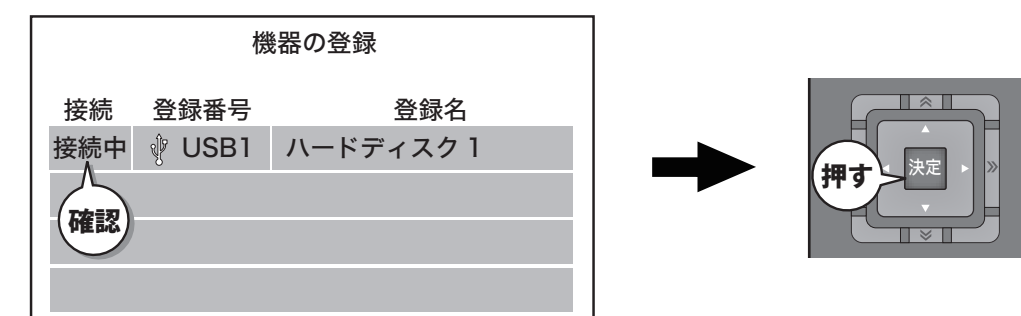 機器の登録
接続 登録番号 登録名
接続中 USB1 ハードディスク 1
確認
決定
押す